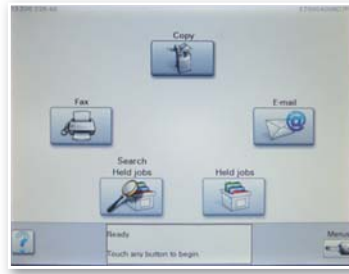 Copy
Fax
E-mail
Search
Held jobs
Held jobs
Ready
Touch any button to begin.
Menus